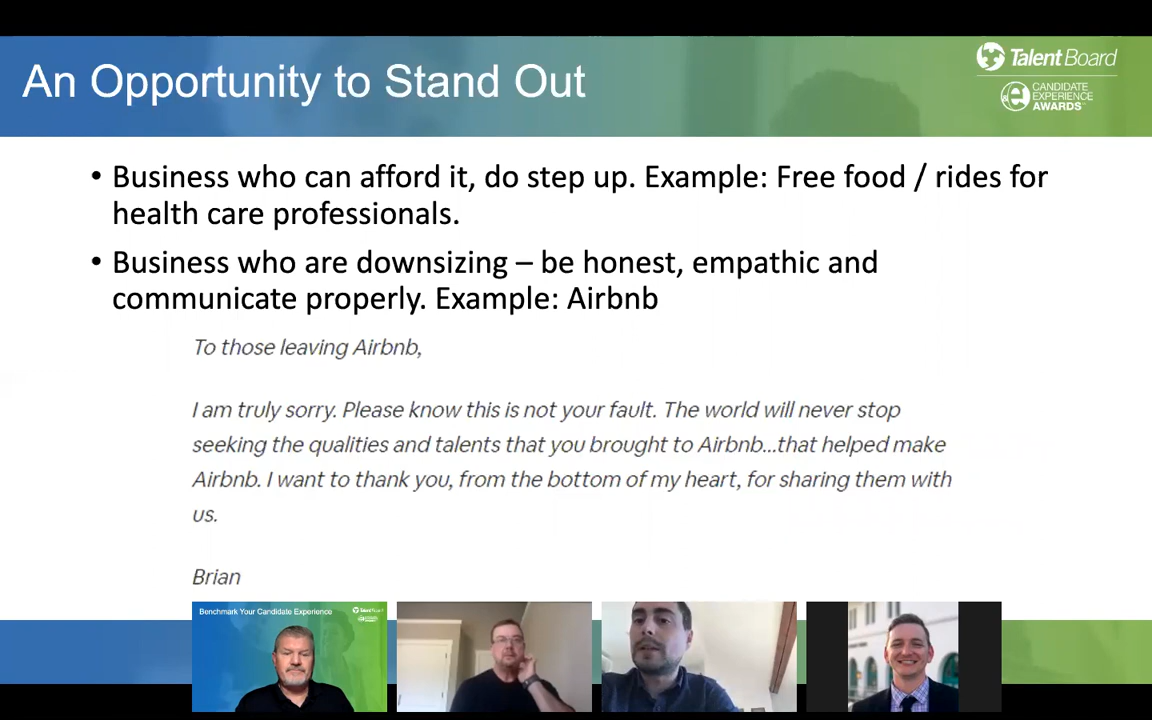 An Opportunity to Stand Out
Talent Board
CANDIDATE
EXPERIENCE
AWARDS
• Business who can afford it, do step up. Example: Free food / rides for
health care professionals.
• Business who are downsizing – be honest, empathic and
communicate properly. Example: Airbnb
To those leaving Airbnb,
I am truly sorry. Please know this is not your fault. The world will never stop
seeking the qualities and talents that you brought to Airbnb...that helped make
Airbnb. I want to thank you, from the bottom of my heart, for sharing them with
us.
Brian
Benchmark Your Candidate Experience